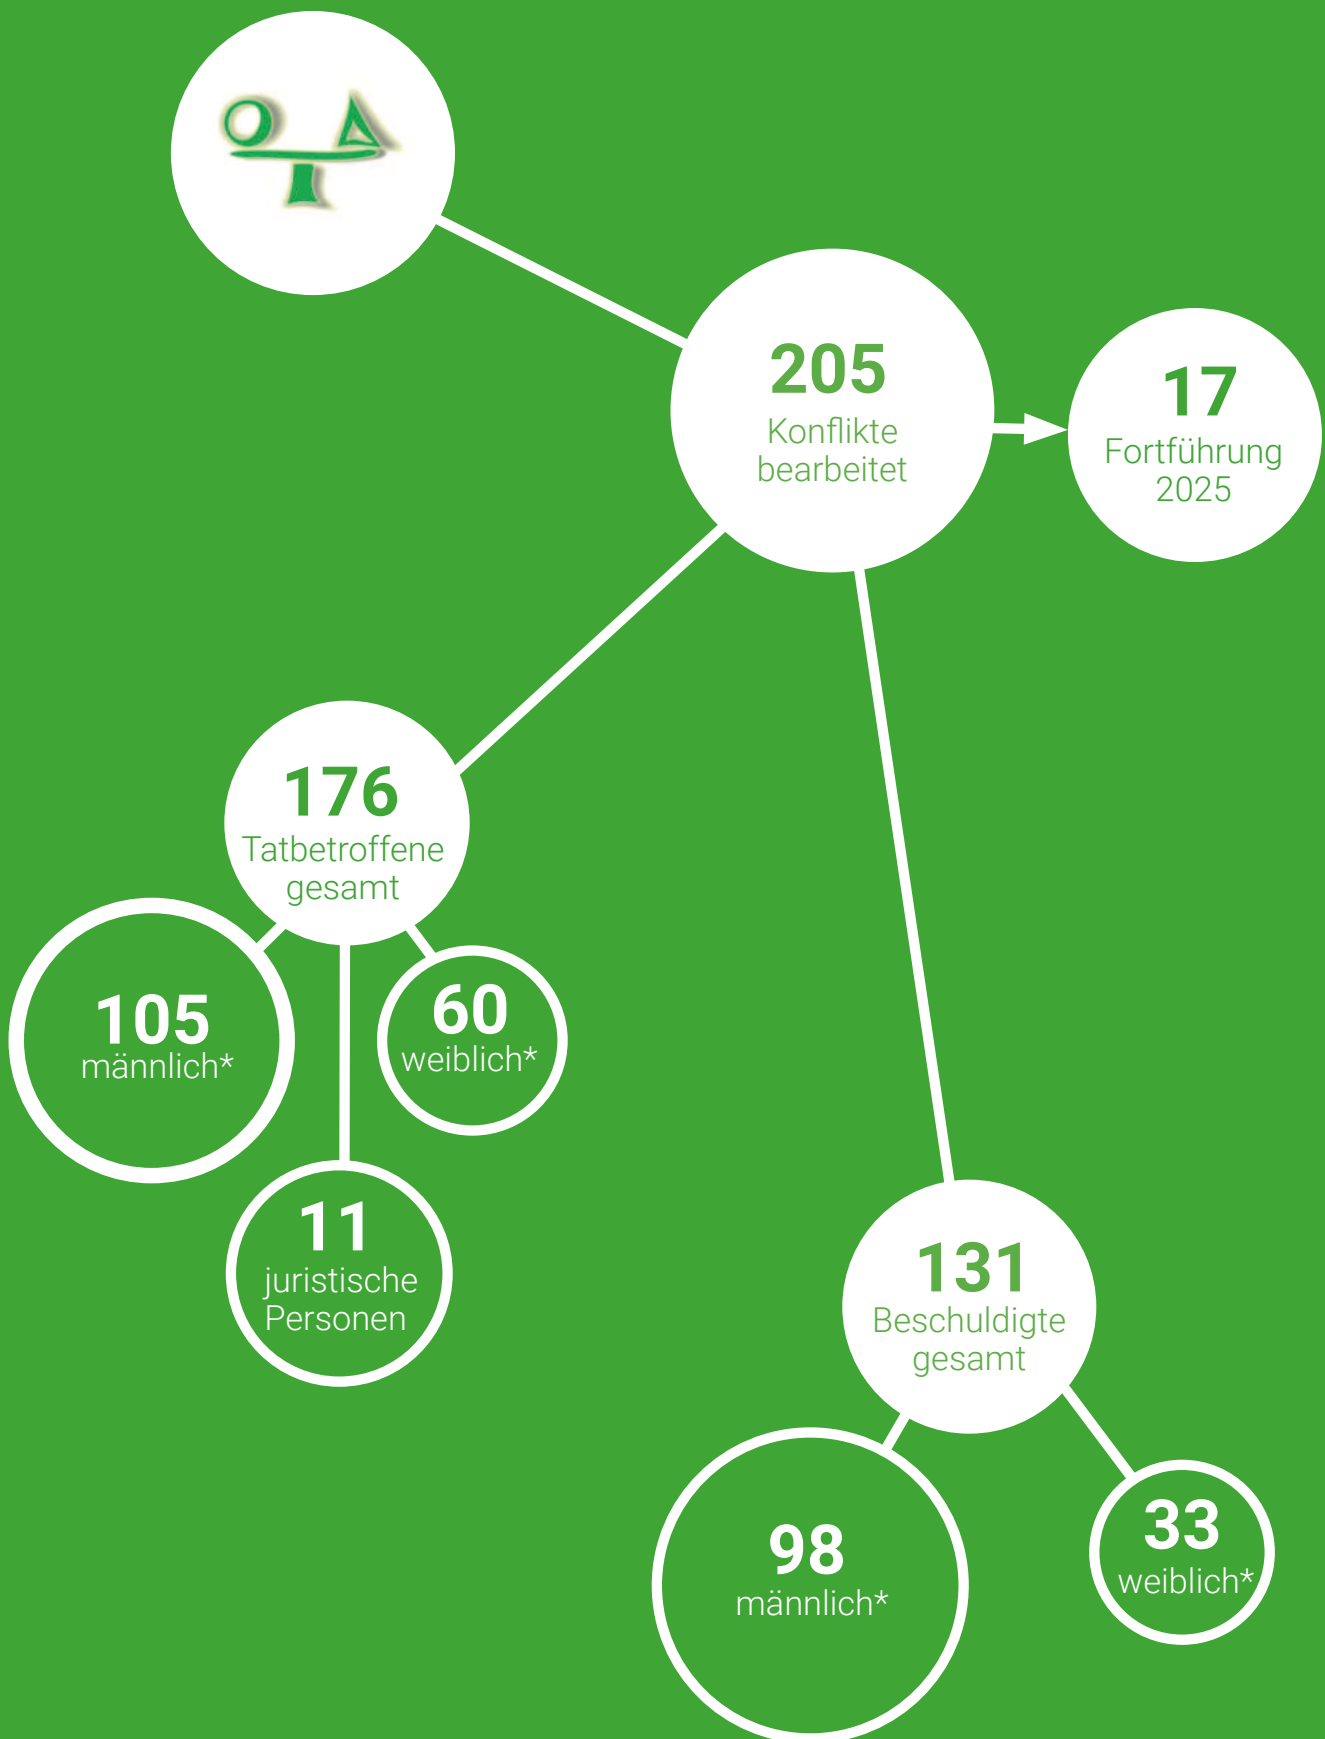 205
Konflikte
bearbeitet
17
Fortführung
2025
176
Tatbetroffene
gesamt
105
männlich*
60
weiblich*
11
juristische
Personen
131
Beschuldigte
gesamt
98
männlich*
33
weiblich*